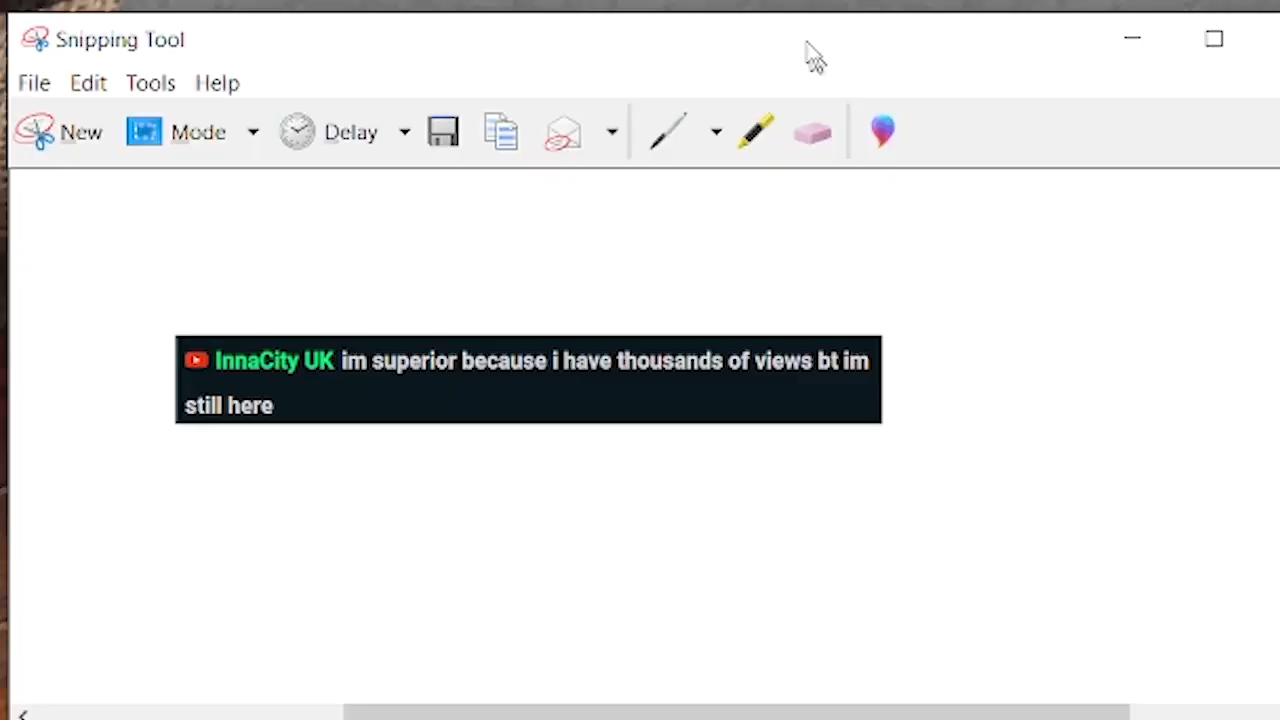 Snipping Tool
File Edit Tools Help
New Mode Delay
InnaCity UK im superior because i have thousands of views bt im
still here